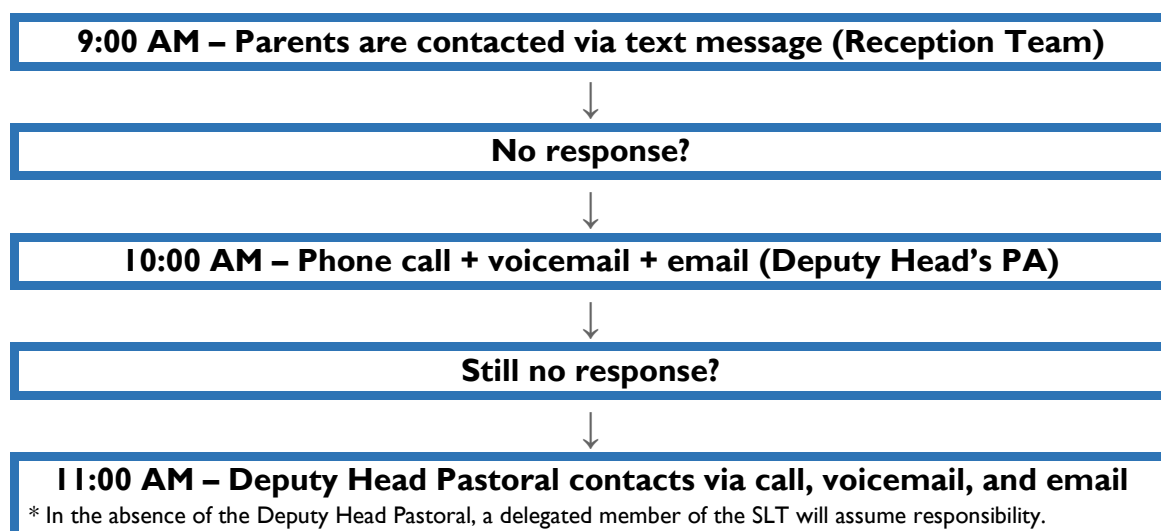 9:00 AM – Parents are contacted via text message (Reception Team)
↓
No response?
↓
10:00 AM – Phone call + voicemail + email (Deputy Head’s PA)
↓
Still no response?
↓
11:00 AM – Deputy Head Pastoral contacts via call, voicemail, and email
* In the absence of the Deputy Head Pastoral, a delegated member of the SLT will assume responsibility.